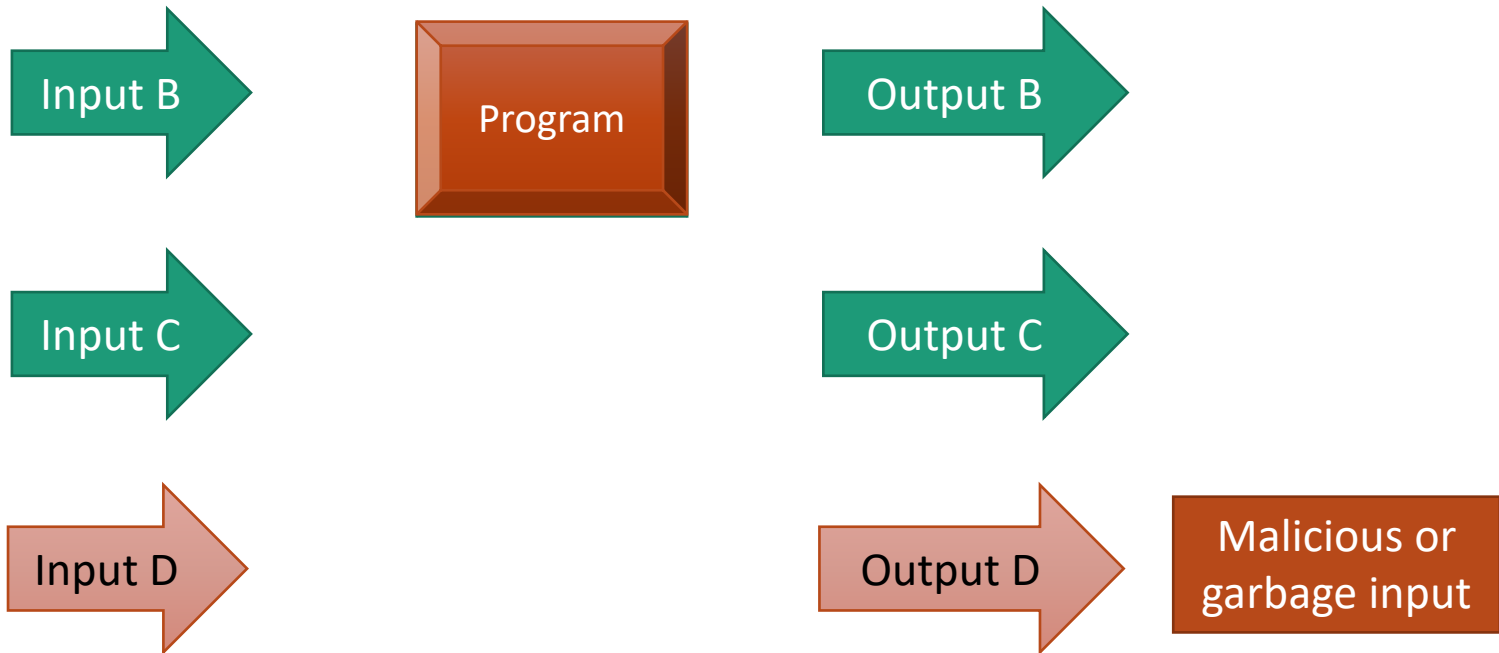 Input B
Program
Output B
Input C
Output C
Input D
Output D
Malicious or
garbage input